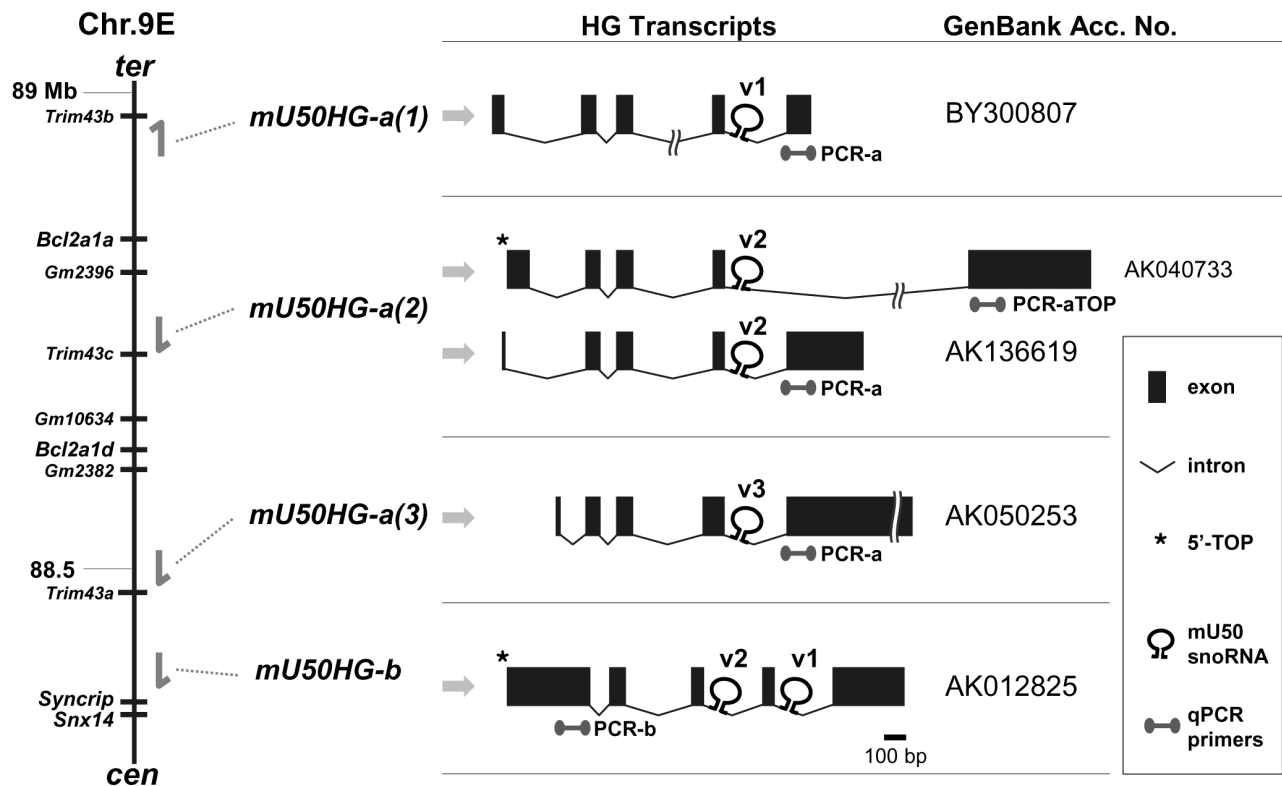 Chr.9E
HG Transcripts
GenBank Acc. No.
ter
89 Mb
Trim43b
mU50HG-a(1)
v1
PCR-a
BY300807
Bcl2a1a
Gm2396
mU50HG-a(2)
Trim43c
*
v2
PCR-aTOP
AK040733
v2
PCR-a
AK136619
Gm10634
Bcl2a1d
Gm2382
mU50HG-a(3)
88.5
Trim43a
v3
PCR-a
AK050253
mU50HG-b
Syncrip
Snx14
cen
*
v2
v1
PCR-b
AK012825
100 bp
exon
intron
* 5'-TOP
mU50
snoRNA
qPCR
primers